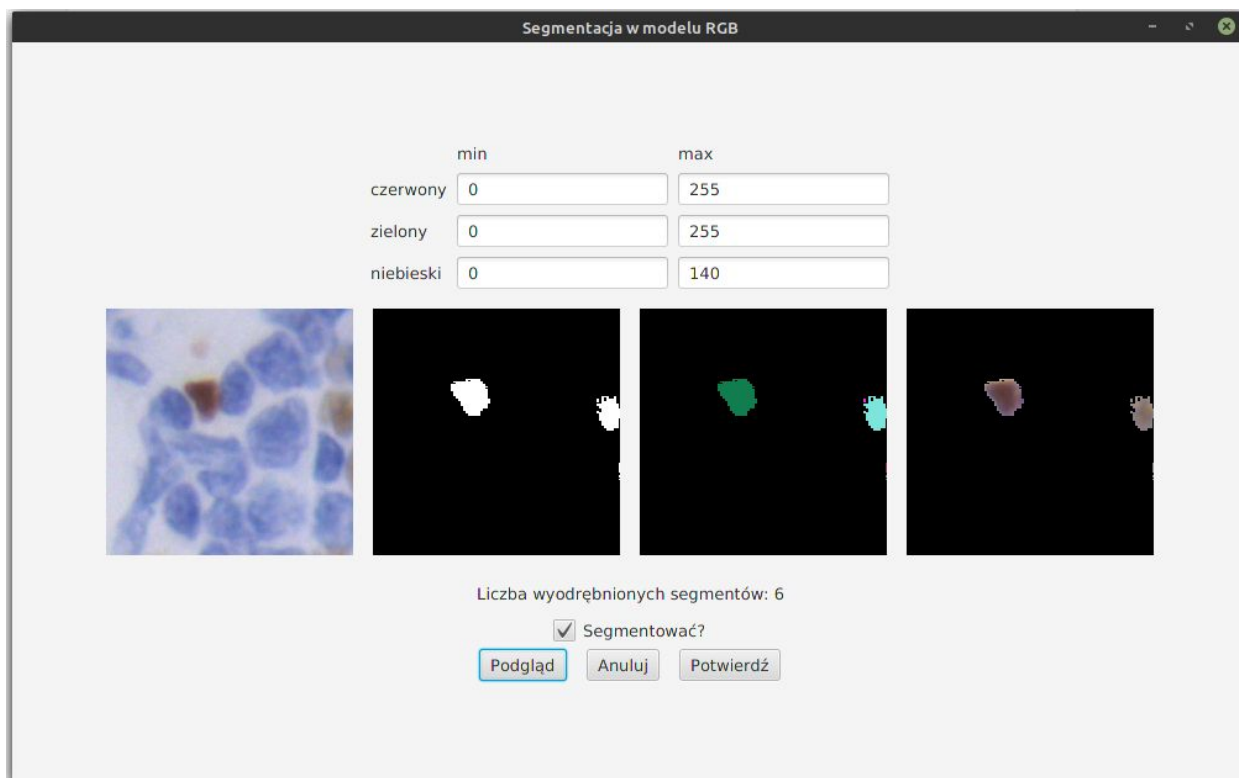 Segmentacja w modelu RGB
min max
czerwony 0 255
zielony 0 255
niebieski 0 140
Liczba wyodrębnionych segmentów: 6
Segmentować?
Podgląd Anuluj Potwierdź